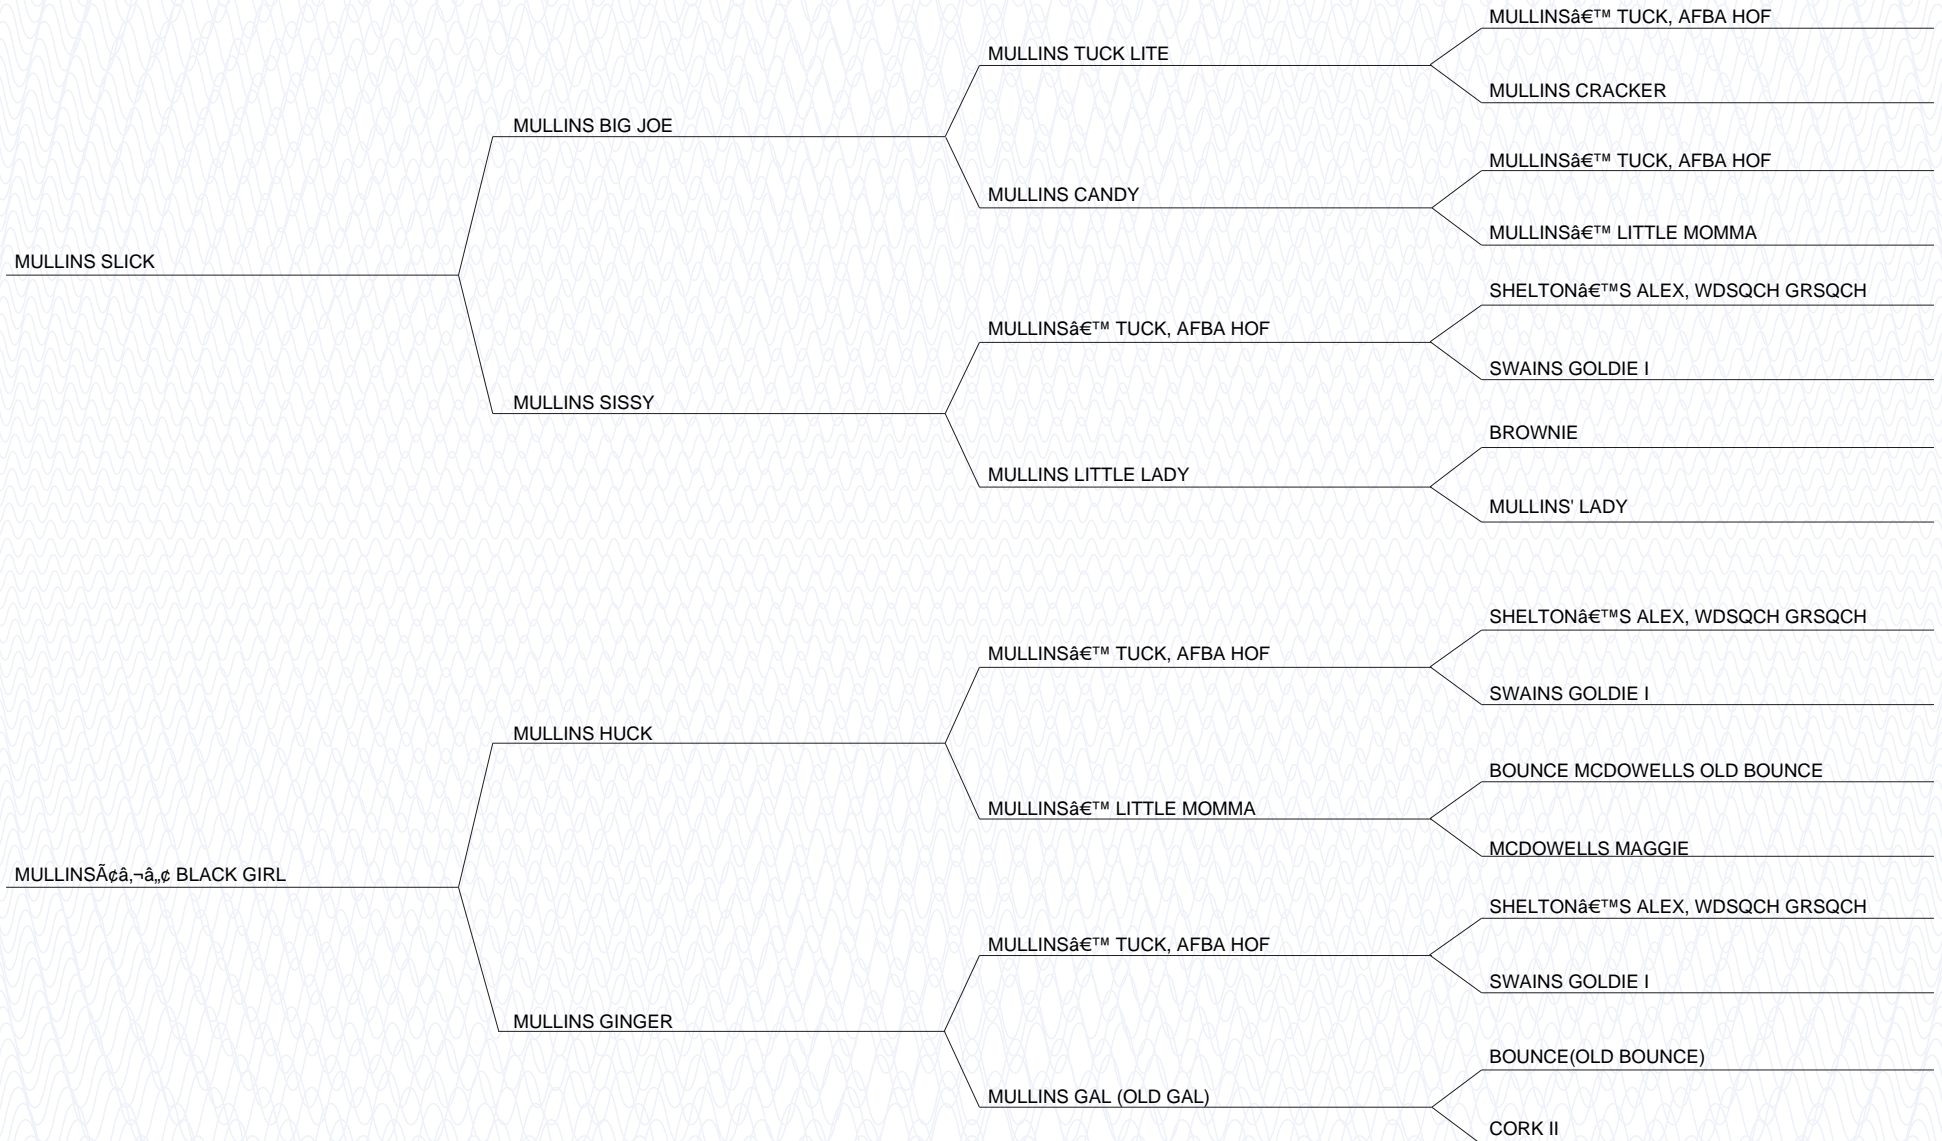 MULLINSâ€™ TUCK, AFBA HOF
MULLINS TUCK LITE
MULLINS CRACKER
MULLINS BIG JOE
MULLINSâ€™ TUCK, AFBA HOF
MULLINS CANDY
MULLINSâ€™ LITTLE MOMMA
MULLINS SLICK
SHELTONâ€™S ALEX, WDSQCH GRSQCH
MULLINSâ€™ TUCK, AFBA HOF
SWAINS GOLDIE I
MULLINS SISSY
BROWNIE
MULLINS LITTLE LADY
MULLINS' LADY
SHELTONâ€™S ALEX, WDSQCH GRSQCH
MULLINSâ€™ TUCK, AFBA HOF
SWAINS GOLDIE I
MULLINS HUCK
BOUNCE MCDOWELLS OLD BOUNCE
MULLINSâ€™ LITTLE MOMMA
MCDOWELLS MAGGIE
MULLINSÃ¢â‚¬â„¢ BLACK GIRL
SHELTONâ€™S ALEX, WDSQCH GRSQCH
MULLINSâ€™ TUCK, AFBA HOF
SWAINS GOLDIE I
MULLINS GINGER
BOUNCE(OLD BOUNCE)
MULLINS GAL (OLD GAL)
CORK II